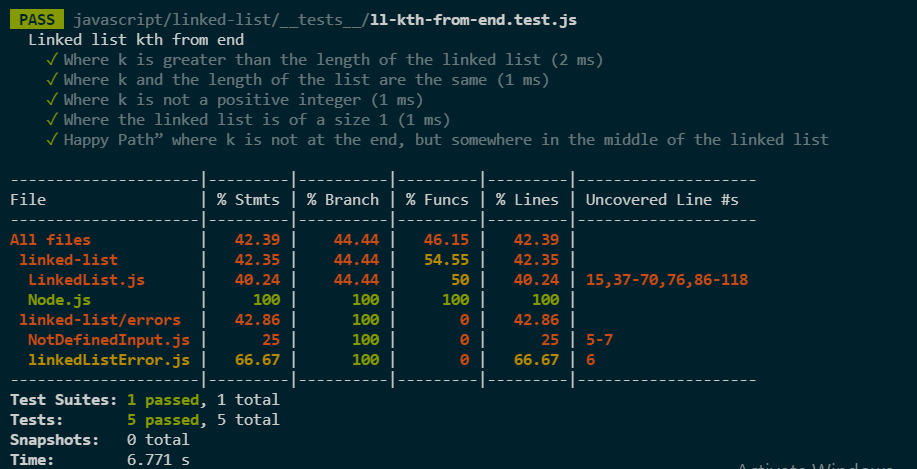 PASS javascript/linked-list/__tests__/ll-kth-from-end.test.js
Linked list kth from end
✓ Where k is greater than the length of the linked list (2 ms)
✓ Where k and the length of the list are the same (1 ms)
✓ Where k is not a positive integer (1 ms)
✓ Where the linked list is of a size 1 (1 ms)
✓ Happy Path” where k is not at the end, but somewhere in the middle of the linked list
---------------------|---------|----------|---------|---------|--------------------
File | % Stmts | % Branch | % Funcs | % Lines | Uncovered Line #s
---------------------|---------|----------|---------|---------|--------------------
All files | 42.39 | 44.44 | 46.15 | 42.39 |
linked-list | 42.35 | 44.44 | 54.55 | 42.35 |
LinkedList.js | 40.24 | 44.44 | 50 | 40.24 | 15,37-70,76,86-118
Node.js | 100 | 100 | 100 | 100 |
linked-list/errors | 42.86 | 100 | 0 | 42.86 |
NotDefinedInput.js | 25 | 100 | 0 | 25 | 5-7
linkedListError.js | 66.67 | 100 | 0 | 66.67 | 6
---------------------|---------|----------|---------|---------|--------------------
Test Suites: 1 passed, 1 total
Tests: 5 passed, 5 total
Snapshots: 0 total
Time: 6.771 s
Activate Windows